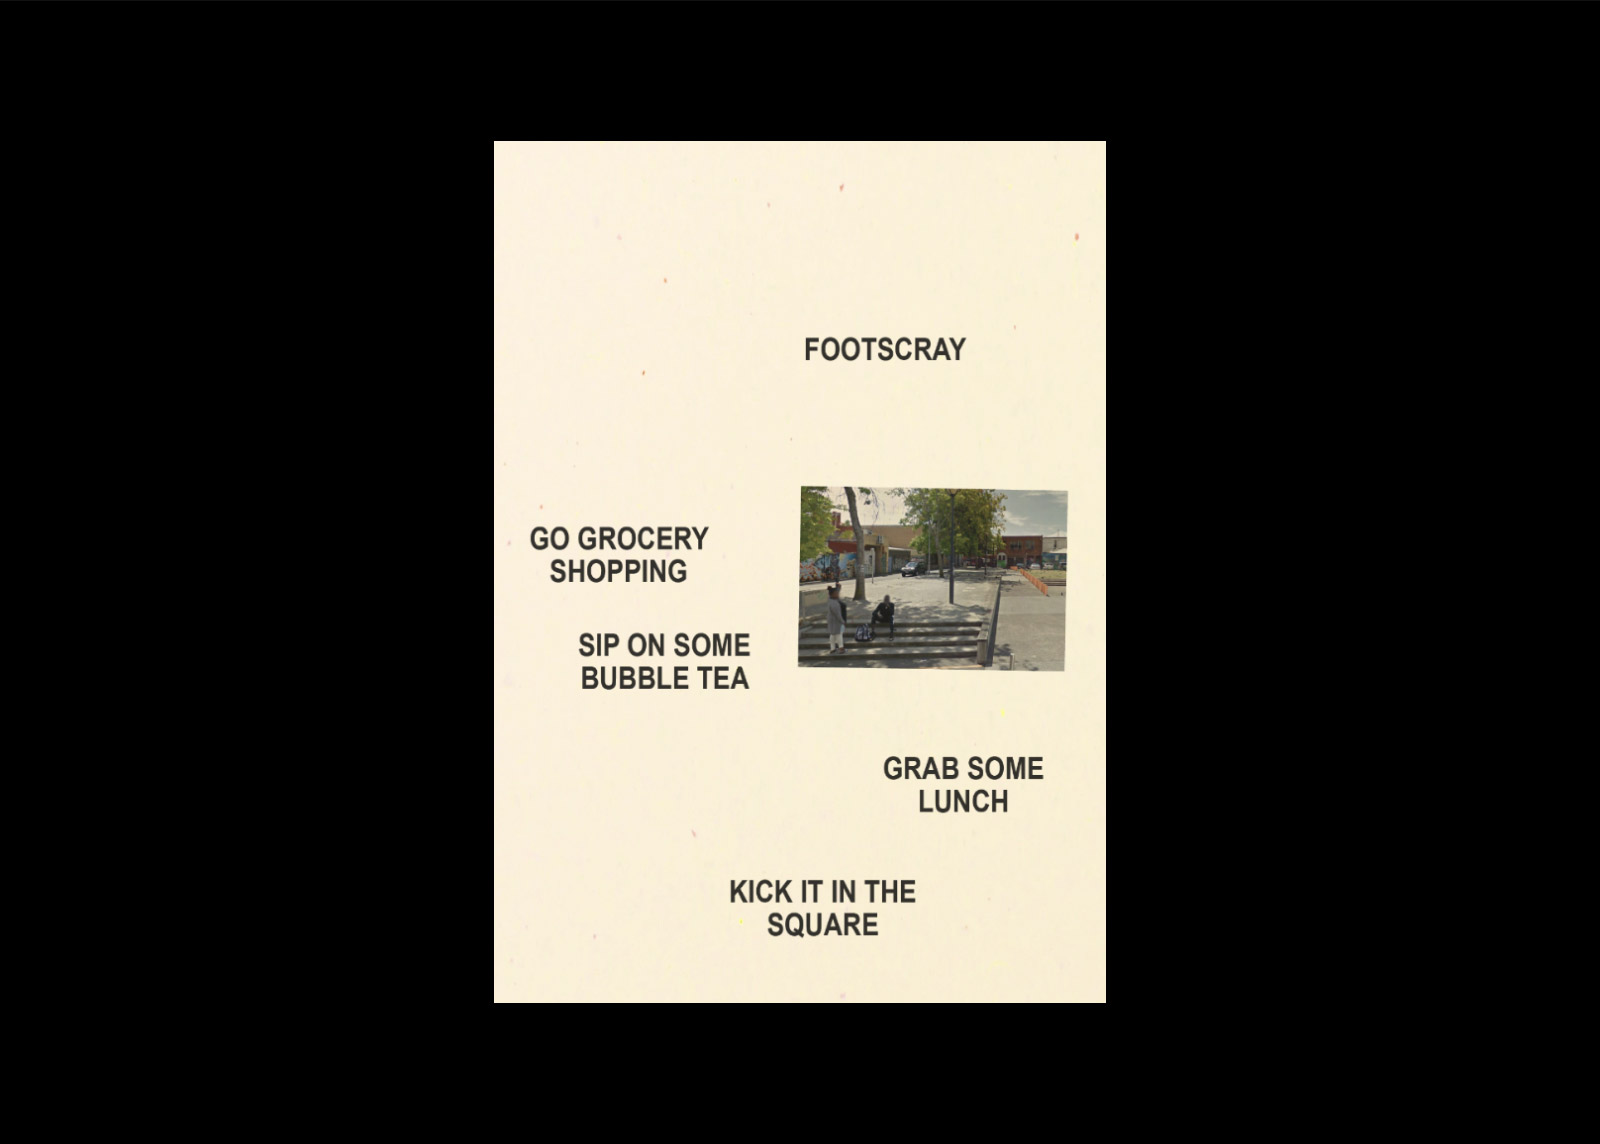 FOOTSCRAY
GO GROCERY
SHOPPING
SIP ON SOME
BUBBLE TEA
GRAB SOME
LUNCH
KICK IT IN THE
SQUARE